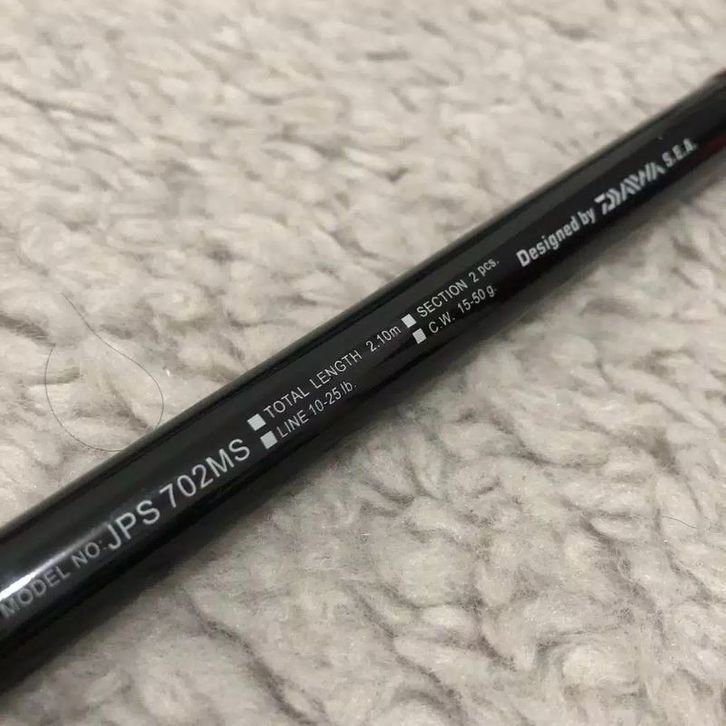 MODEL NO: JPS 702MS
■ TOTAL LENGTH 2.10m ■ SECTION 2 pcs.
■ LINE 10-25 lb. ■ C.W. 15-50 g.
Designed by DAIWA S.E.A.